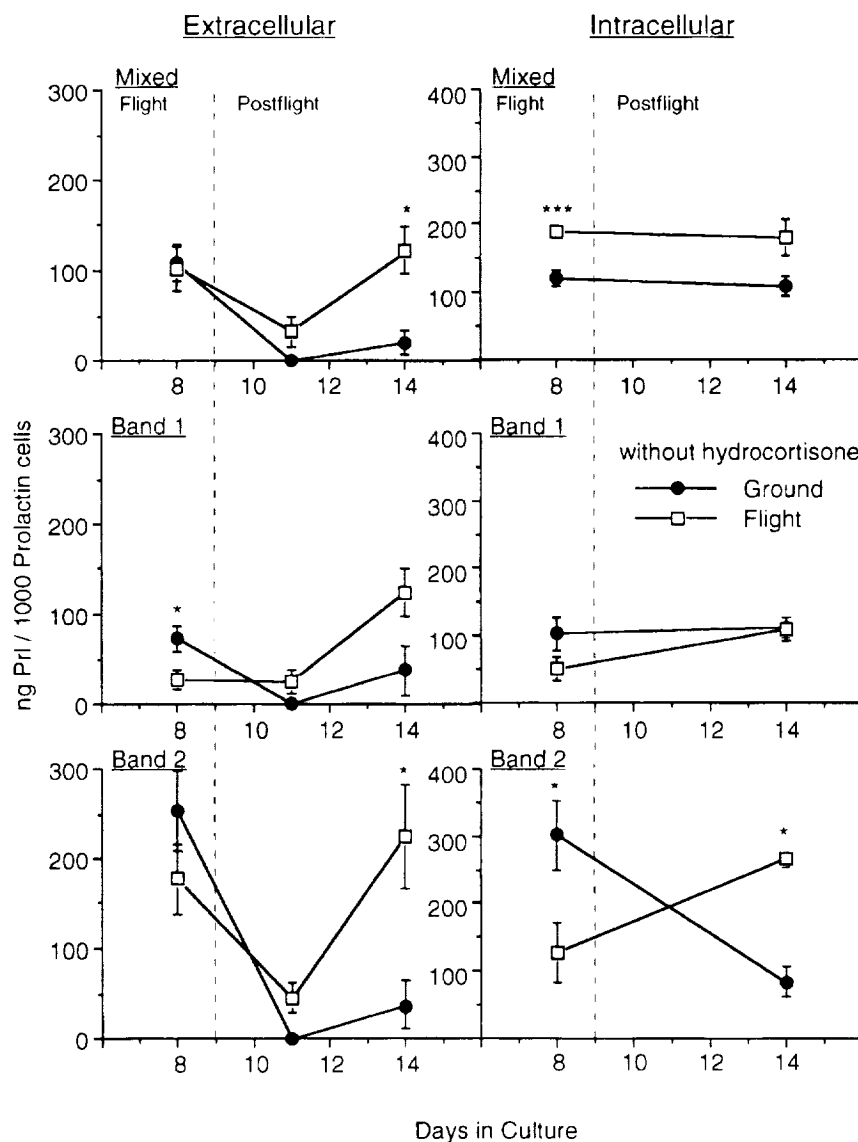 Extracellular Intracellular
Mixed Mixed
Flight Postflight Flight Postflight
300 400
200 300
* ***
200
100
100
0 0
8 10 12 14 8 10 12 14
Band 1 Band 1
300 400
without hydrocortisone
Ground
Flight
200 300
200
*
100
100
0 0
8 10 12 14 8 10 12 14
Band 2 Band 2
* * *
300 400
300
200
200
100
100
0 0
8 10 12 14 8 10 12 14
ng Prl / 1000 Prolactin cells
Days in Culture